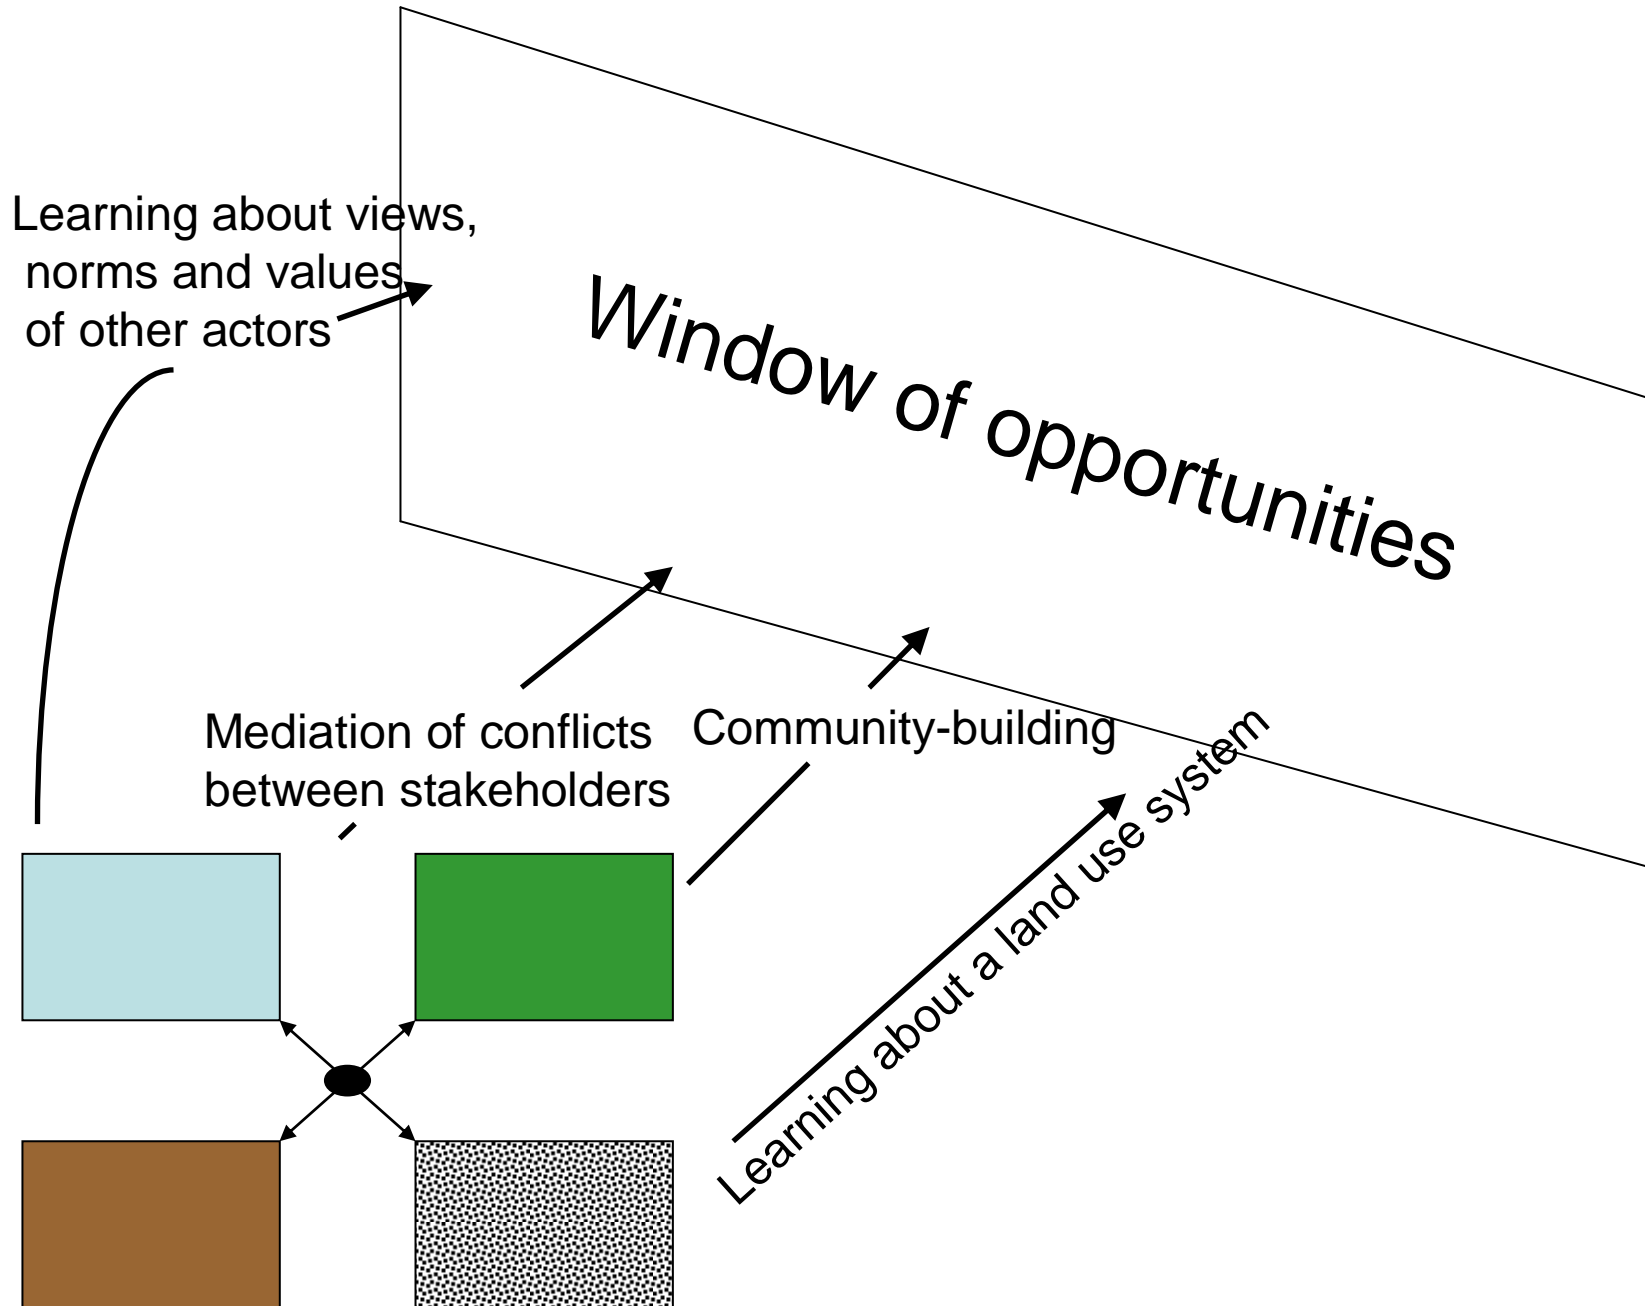 Learning about views,
norms and values
of other actors
Window of opportunities
Mediation of conflicts
between stakeholders
Community-building
Learning about a land use system